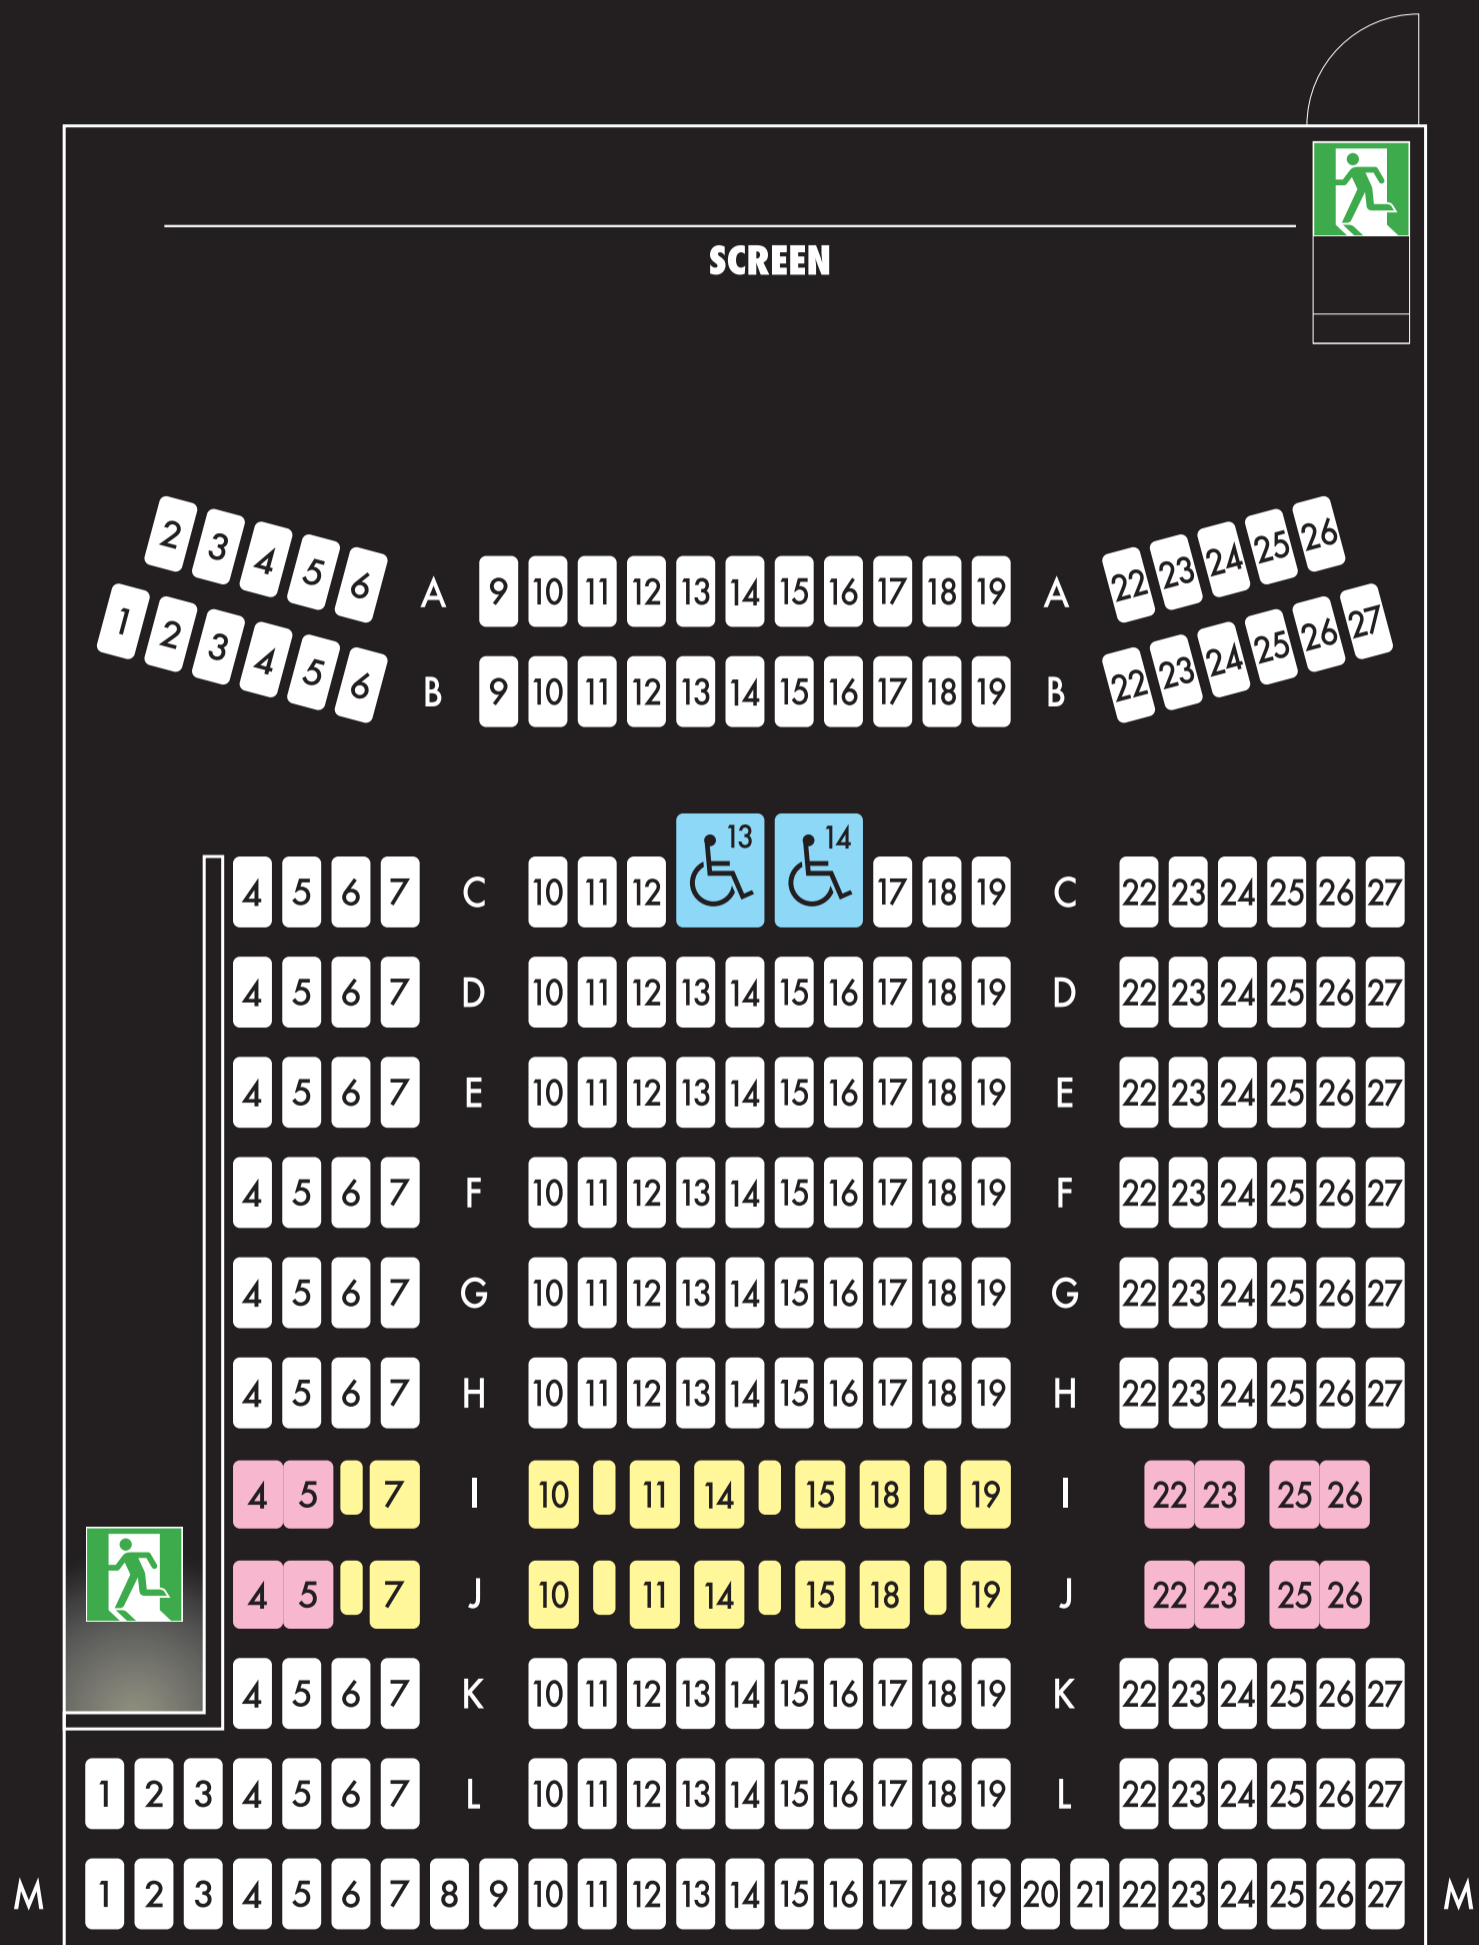 SCREEN
2 3 4 5 6 A 9 10 11 12 13 14 15 16 17 18 19 A 22 23 24 25 26
1 2 3 4 5 6 B 9 10 11 12 13 14 15 16 17 18 19 B 22 23 24 25 26 27
4 5 6 7 C 10 11 12 13 14 17 18 19 C 22 23 24 25 26 27
4 5 6 7 D 10 11 12 13 14 15 16 17 18 19 D 22 23 24 25 26 27
4 5 6 7 E 10 11 12 13 14 15 16 17 18 19 E 22 23 24 25 26 27
4 5 6 7 F 10 11 12 13 14 15 16 17 18 19 F 22 23 24 25 26 27
4 5 6 7 G 10 11 12 13 14 15 16 17 18 19 G 22 23 24 25 26 27
4 5 6 7 H 10 11 12 13 14 15 16 17 18 19 H 22 23 24 25 26 27
4 5 7 I 10 11 14 15 18 19 I 22 23 25 26
4 5 7 J 10 11 14 15 18 19 J 22 23 25 26
4 5 6 7 K 10 11 12 13 14 15 16 17 18 19 K 22 23 24 25 26 27
1 2 3 4 5 6 7 L 10 11 12 13 14 15 16 17 18 19 L 22 23 24 25 26 27
M 1 2 3 4 5 6 7 8 9 10 11 12 13 14 15 16 17 18 19 20 21 22 23 24 25 26 27 M